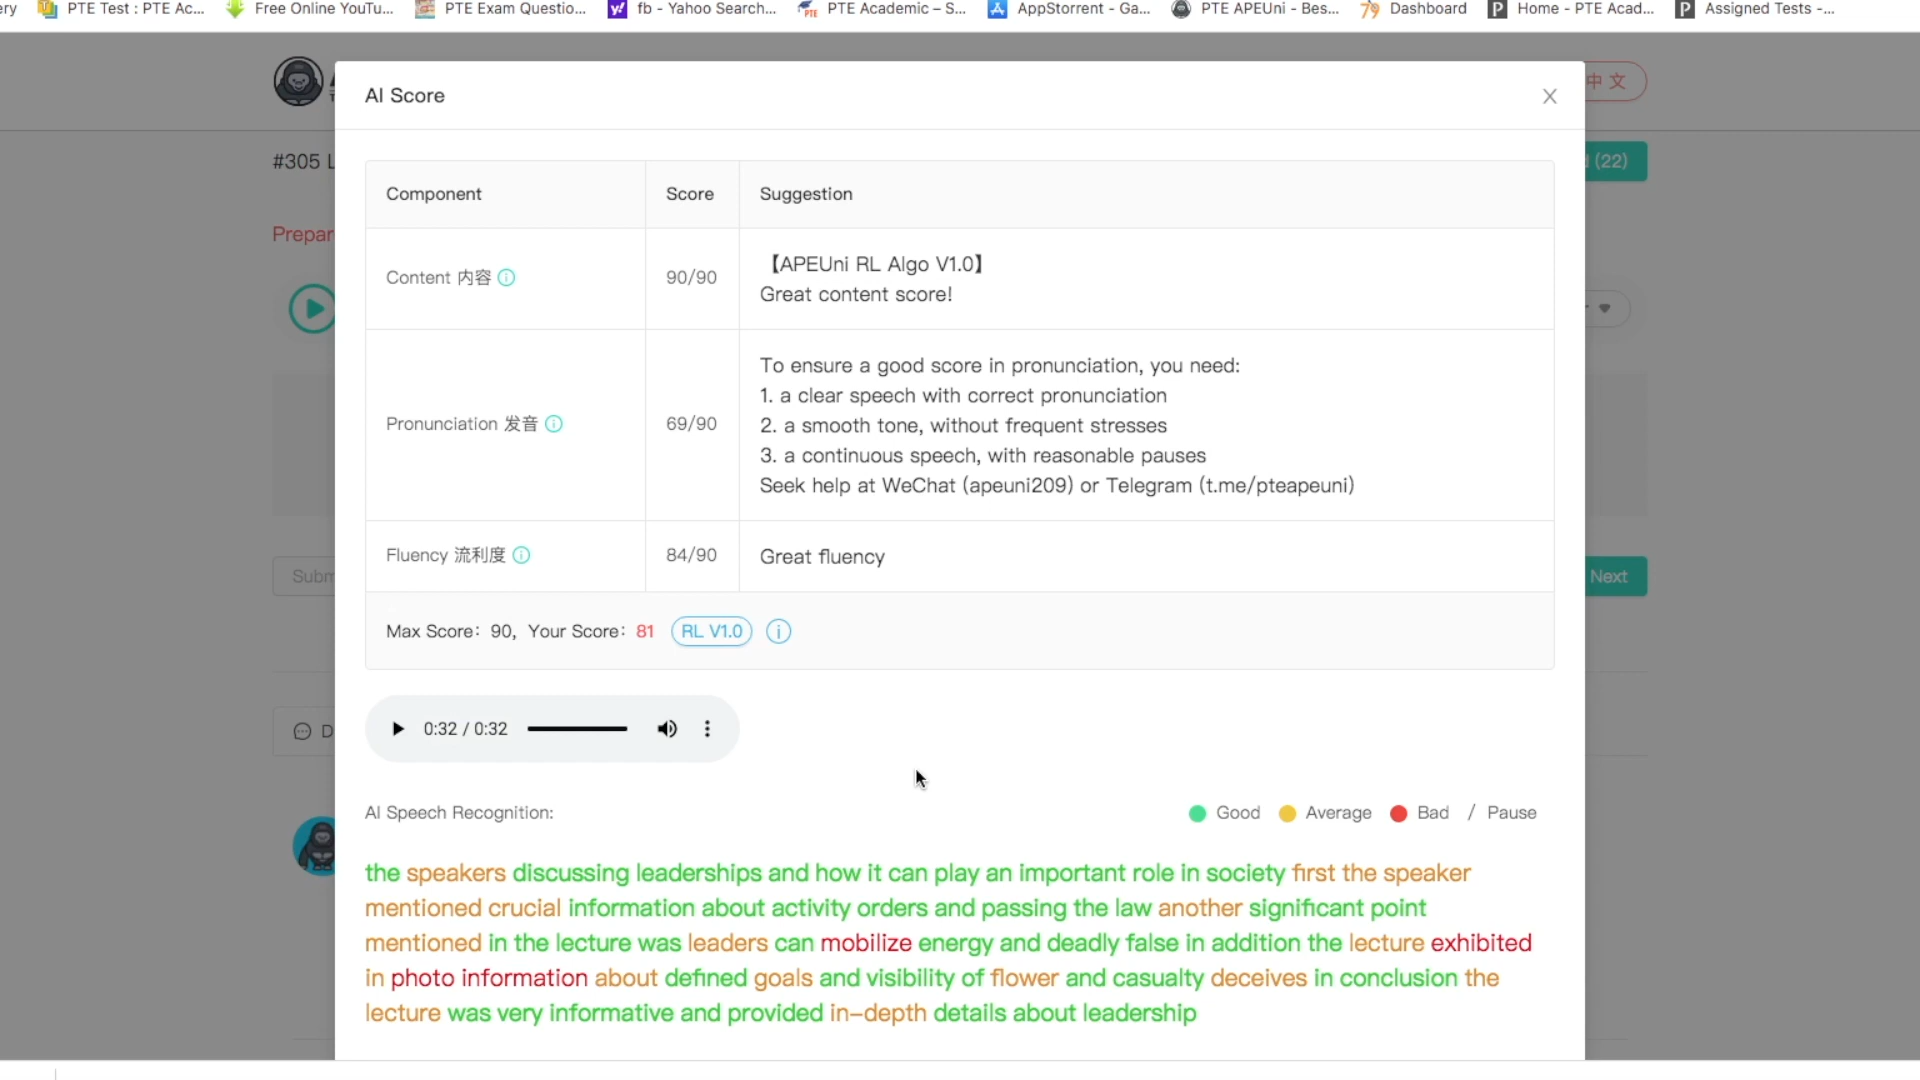 ery PTE Test : PTE Ac... Free Online YouTu... PTE Exam Questio... fb - Yahoo Search... PTE Academic – S... AppStorrent - Ga... PTE APEUni - Bes... Dashboard Home - PTE Acad... Assigned Tests -...
AI Score
中 文
#305 L
(22)
Component Score Suggestion
Prepar
Content 内容 90/90
【APEUni RL Algo V1.0】
Great content score!
Pronunciation 发音 69/90
To ensure a good score in pronunciation, you need:
1. a clear speech with correct pronunciation
2. a smooth tone, without frequent stresses
3. a continuous speech, with reasonable pauses
Seek help at WeChat (apeuni209) or Telegram (t.me/pteapeuni)
Fluency 流利度 84/90 Great fluency
Subm
Next
Max Score: 90, Your Score: 81 RL V1.0
D
0:32 / 0:32
AI Speech Recognition:
Good Average Bad / Pause
the speakers discussing leaderships and how it can play an important role in society first the speaker
mentioned crucial information about activity orders and passing the law another significant point
mentioned in the lecture was leaders can mobilize energy and deadly false in addition the lecture exhibited
in photo information about defined goals and visibility of flower and casualty deceives in conclusion the
lecture was very informative and provided in-depth details about leadership